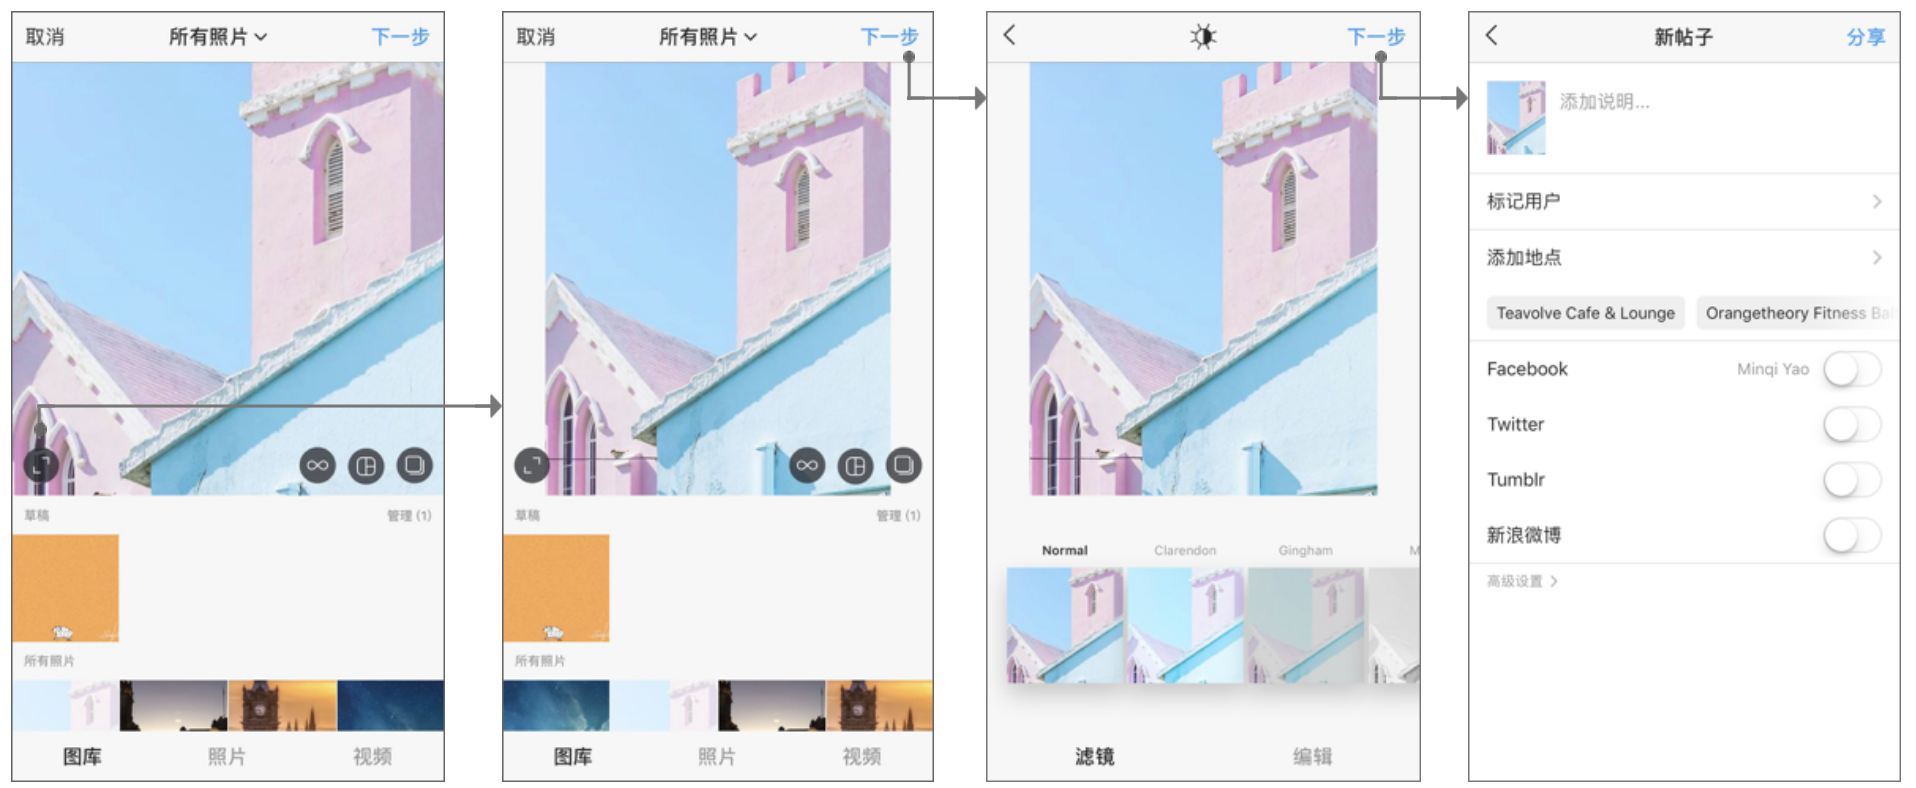 取消
所有照片
下一步
草稿
管理 (1)
所有照片
图库
照片
视频
取消
所有照片
下一步
草稿
管理 (1)
所有照片
图库
照片
视频
下一步
Normal
Clarendon
Gingham
M
滤镜
编辑
新帖子
分享
添加说明...
标记用户
添加地点
Teavolve Cafe & Lounge
Orangetheory Fitness Bal
Facebook
Minqi Yao
Twitter
Tumblr
新浪微博
高级设置